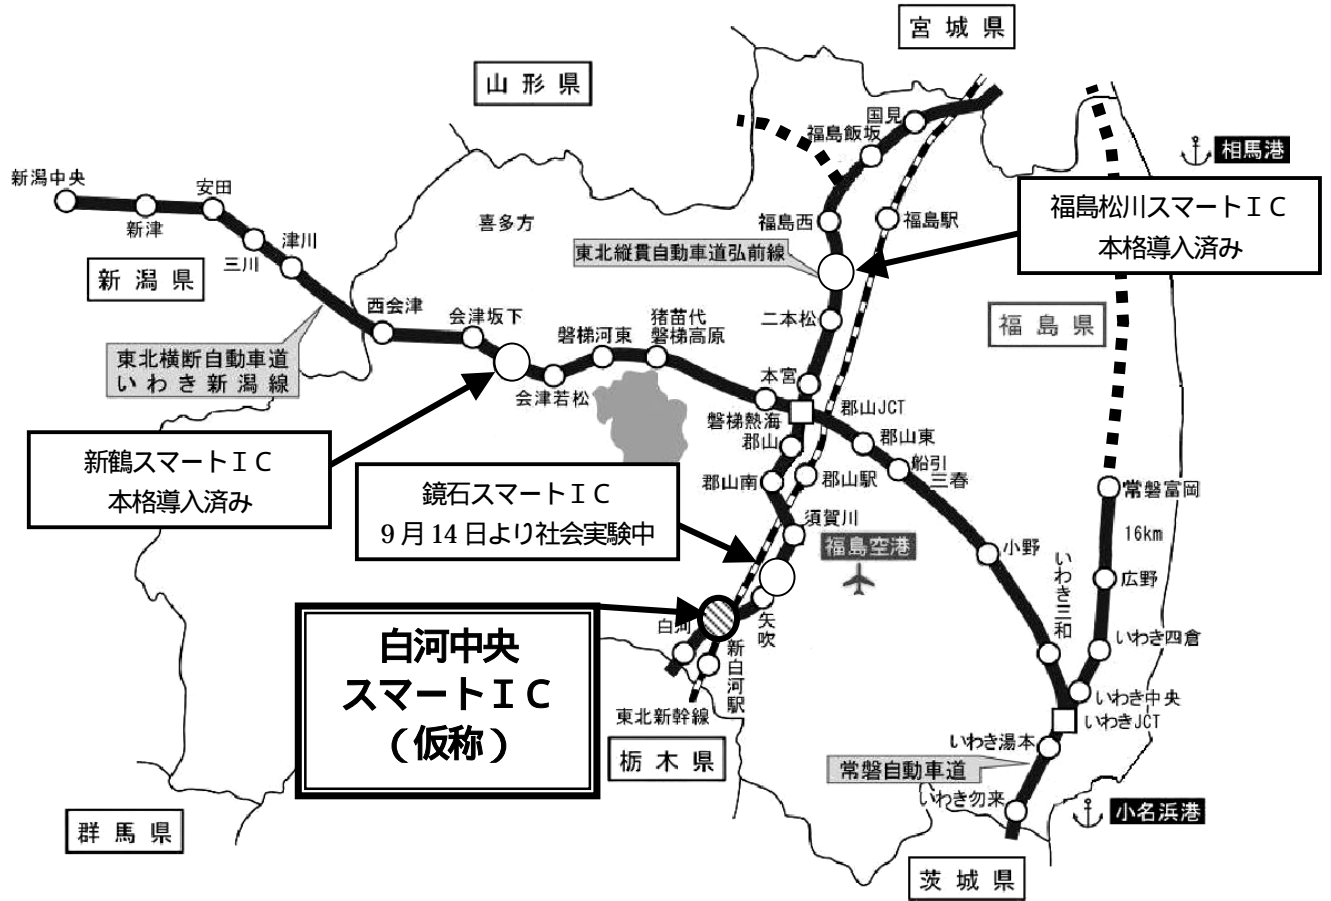 宮城県
山形県
国見
福島飯坂
相馬港
新潟中央
安田
新津
津川
三川
喜多方
福島西
福島駅
福島松川スマートＩＣ
本格導入済み
東北縦貫自動車道弘前線
新潟県
西会津
会津坂下
猪苗代
磐梯高原
磐梯河東
二本松
福島県
東北横断自動車道
いわき新潟線
会津若松
本宮
磐梯熱海
郡山JCT
郡山
郡山東
船引
三春
新鶴スマートＩＣ
本格導入済み
鏡石スマートＩＣ
9月14日より社会実験中
郡山南
郡山駅
常磐富岡
須賀川
福島空港
16km
小野
いわき三和
広野
白河中央
スマートＩＣ
（仮称）
白河
矢吹
新白河駅
いわき四倉
いわき中央
いわきJCT
東北新幹線
栃木県
いわき湯本
常磐自動車道
いわき勿来
小名浜港
群馬県
茨城県